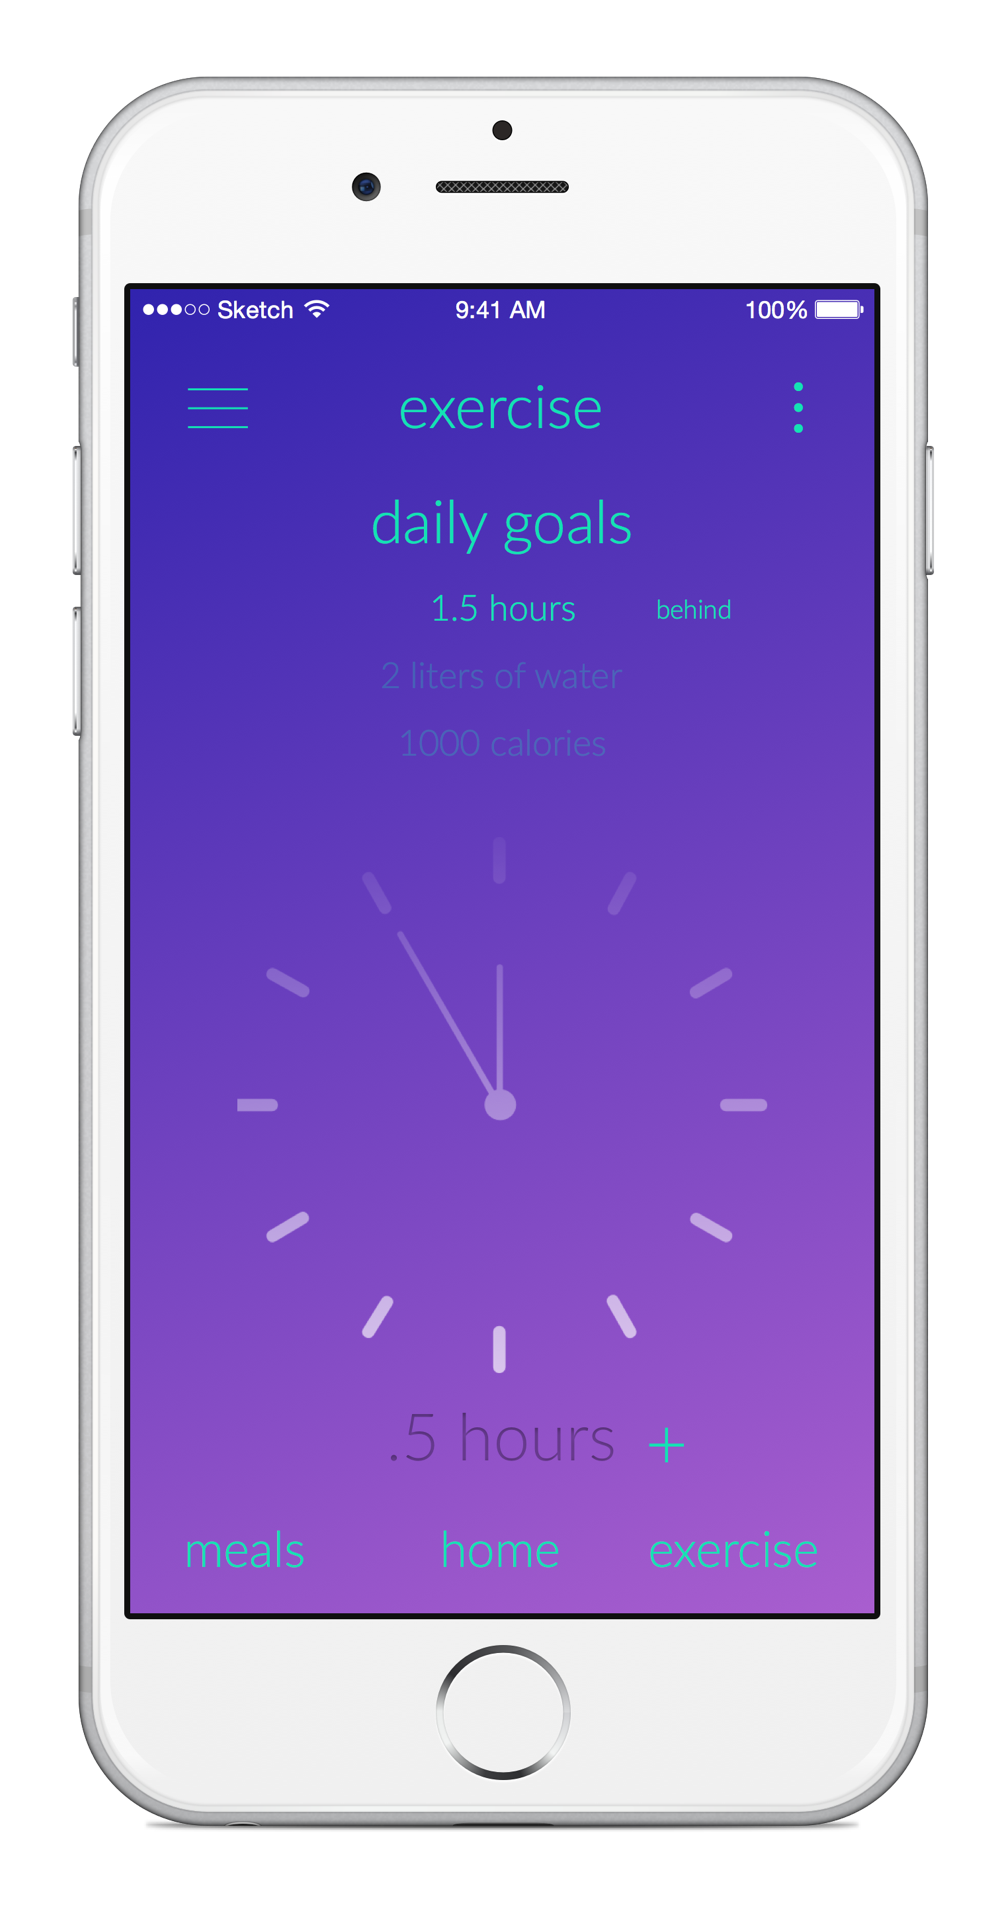 Sketch 9:41 AM 100%
exercise
daily goals
1.5 hours behind
2 liters of water
1000 calories
.5 hours +
meals home exercise